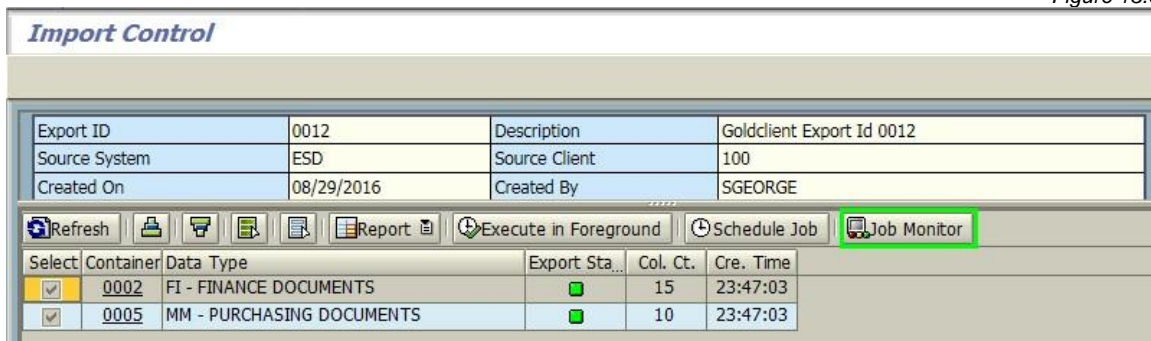 Import Control
Export ID 0012 Description Goldclient Export Id 0012
Source System ESD Source Client 100
Created On 08/29/2016 Created By SGEORGE
Refresh Report Execute in Foreground Schedule Job Job Monitor
Select Container Data Type Export Sta... Col. Ct. Cre. Time
0002 FI - FINANCE DOCUMENTS 15 23:47:03
0005 MM - PURCHASING DOCUMENTS 10 23:47:03